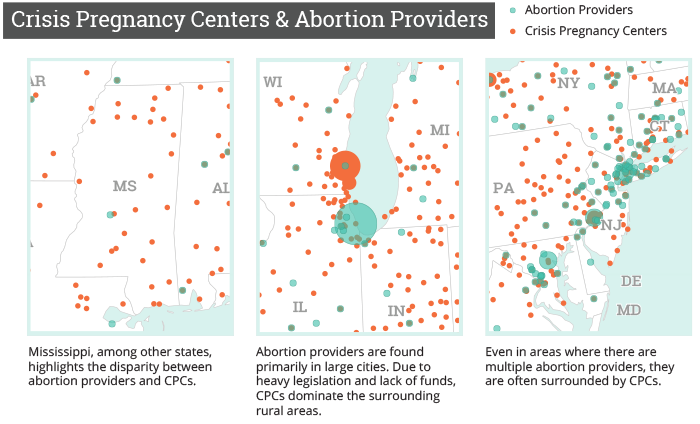 Crisis Pregnancy Centers & Abortion Providers
Abortion Providers
Crisis Pregnancy Centers
AR
MS
AL
WI
MI
IL
IN
NY
MA
CT
PA
NJ
DE
MD
Mississippi, among other states,
highlights the disparity between
abortion providers and CPCs.
Abortion providers are found
primarily in large cities. Due to
heavy legislation and lack of funds,
CPCs dominate the surrounding
rural areas.
Even in areas where there are
multiple abortion providers, they
are often surrounded by CPCs.